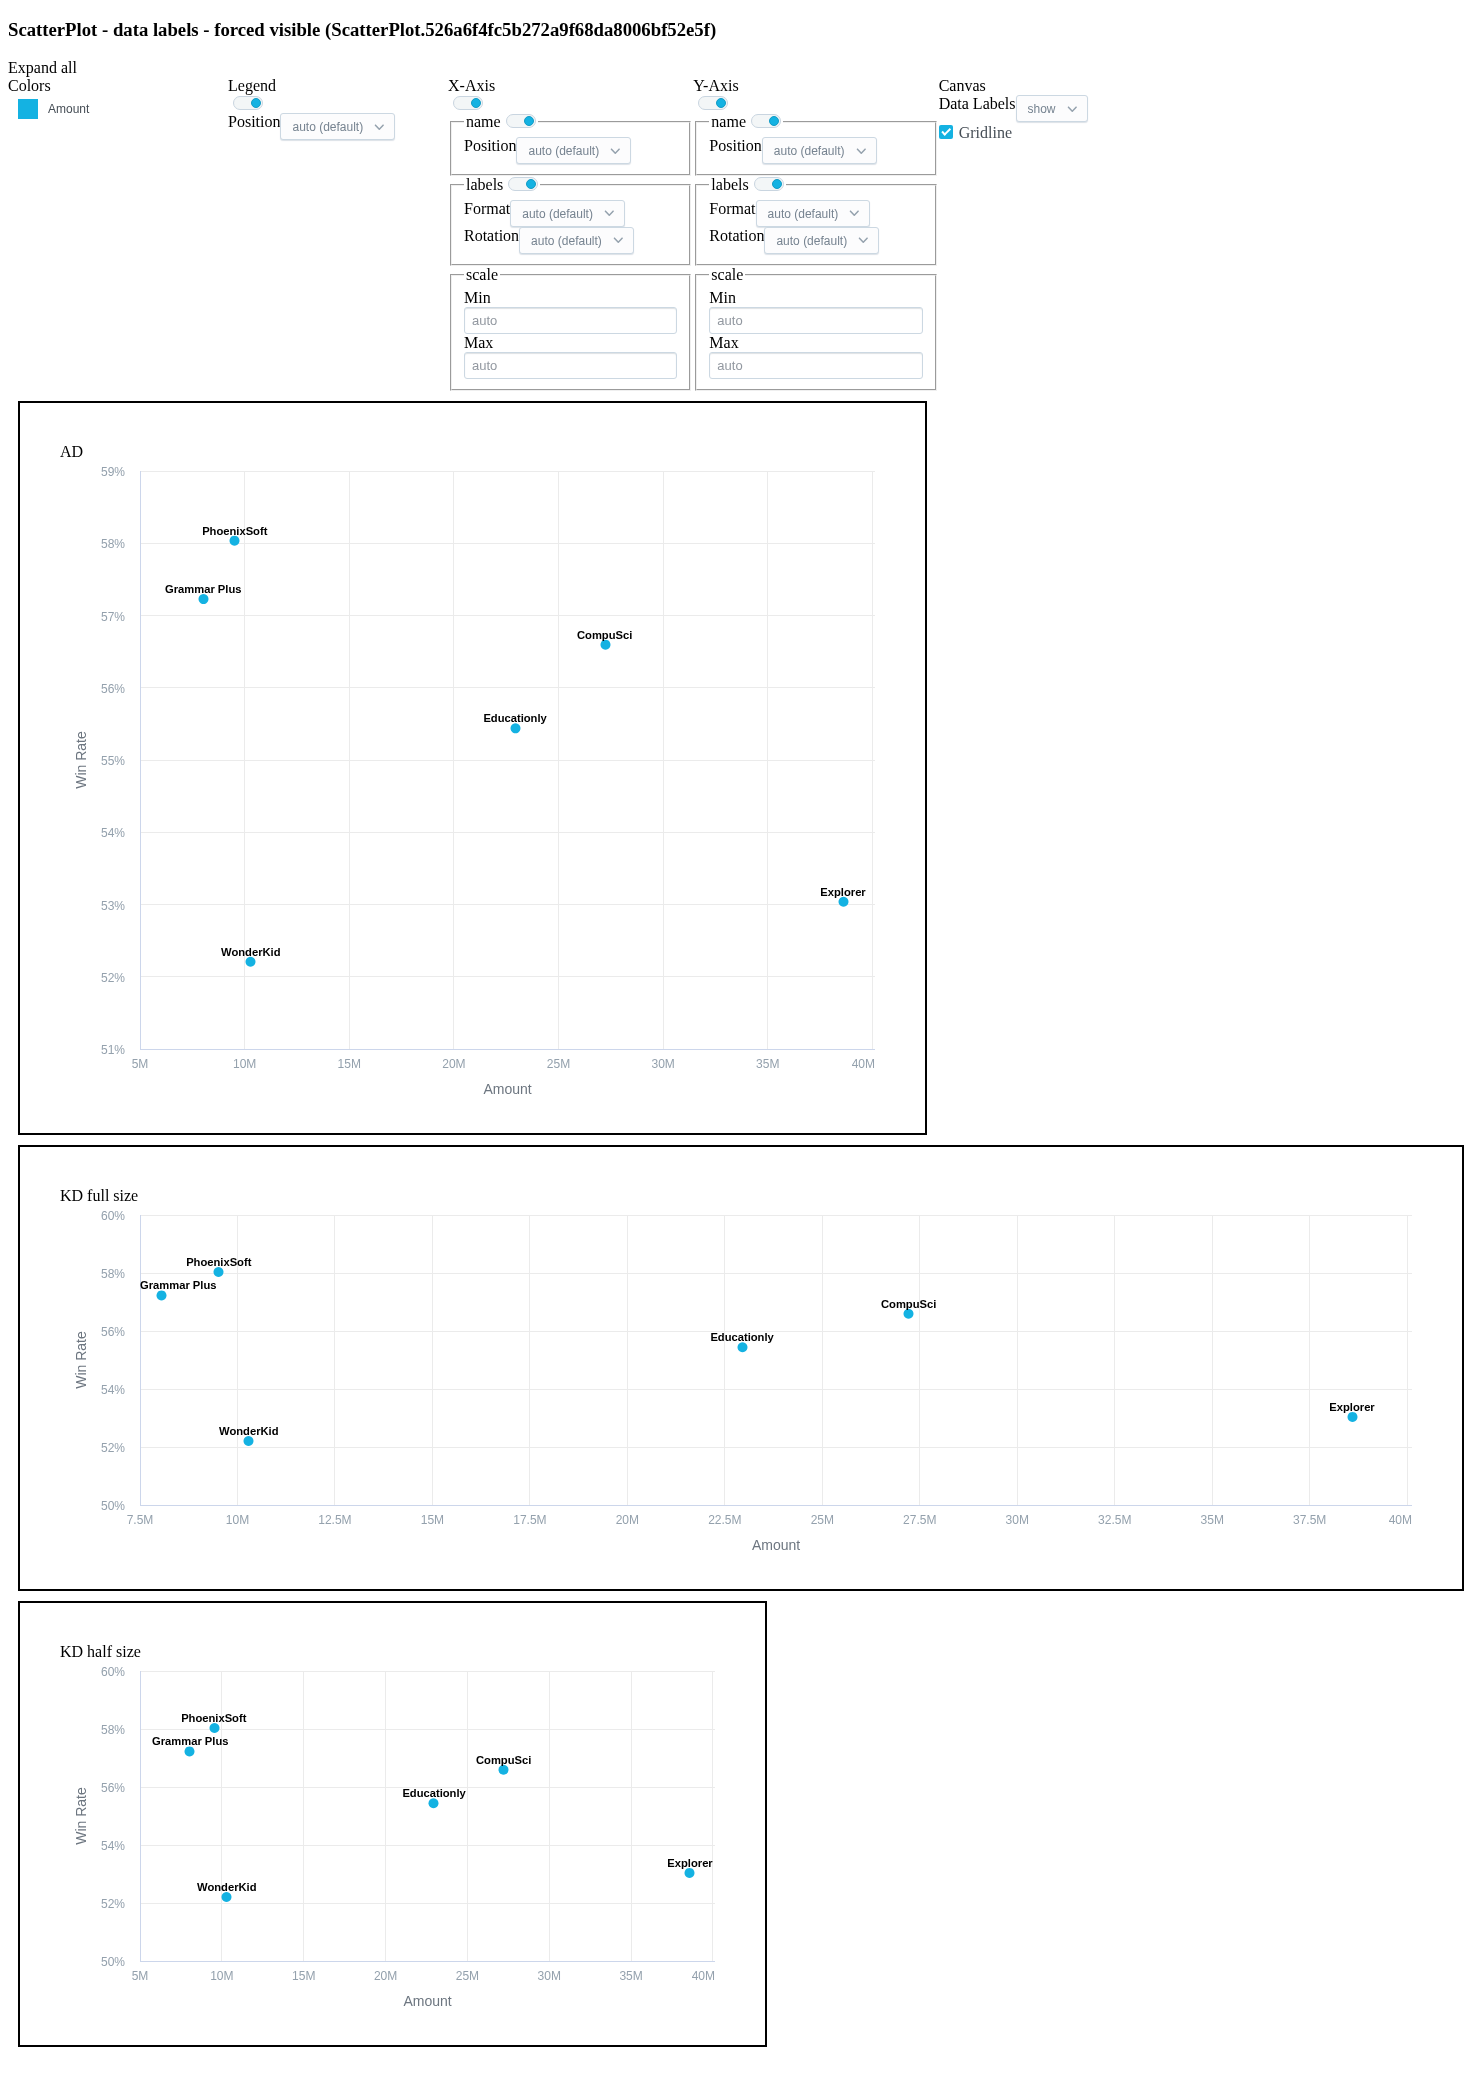 ScatterPlot - data labels - forced visible (ScatterPlot.526a6f4fc5b272a9f68da8006bf52e5f)
Expand all
Colors
Amount
Legend
Position auto (default)
X-Axis
name
Position auto (default)
labels
Format auto (default)
Rotation auto (default)
scale
Min
auto
Max
auto
Y-Axis
name
Position auto (default)
labels
Format auto (default)
Rotation auto (default)
scale
Min
auto
Max
auto
Canvas
Data Labels show
Gridline
AD
59%
58%
57%
56%
55%
54%
53%
52%
51%
Win Rate
PhoenixSoft
Grammar Plus
CompuSci
Educationly
Explorer
WonderKid
5M 10M 15M 20M 25M 30M 35M 40M
Amount
KD full size
60%
58%
56%
54%
52%
50%
Win Rate
PhoenixSoft
Grammar Plus
CompuSci
Educationly
Explorer
WonderKid
7.5M 10M 12.5M 15M 17.5M 20M 22.5M 25M 27.5M 30M 32.5M 35M 37.5M 40M
Amount
KD half size
60%
58%
56%
54%
52%
50%
Win Rate
PhoenixSoft
Grammar Plus
CompuSci
Educationly
Explorer
WonderKid
5M 10M 15M 20M 25M 30M 35M 40M
Amount